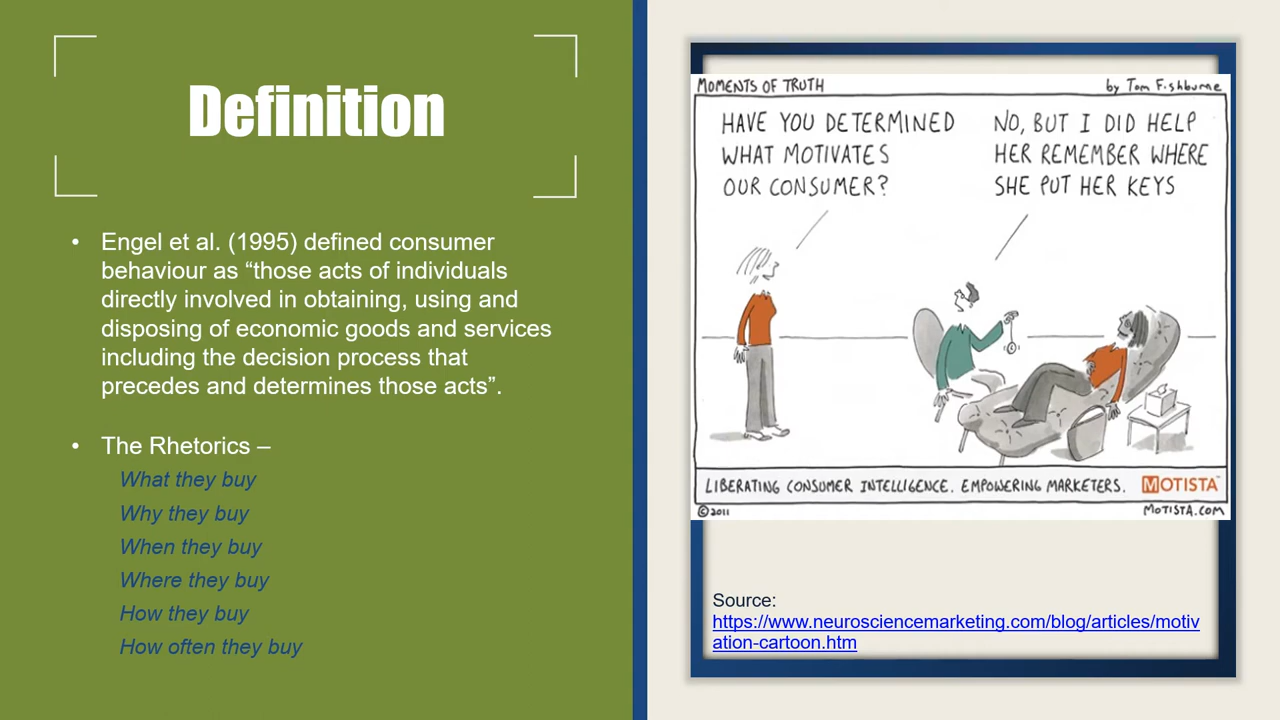 Definition
• Engel et al. (1995) defined consumer
behaviour as “those acts of individuals
directly involved in obtaining, using and
disposing of economic goods and services
including the decision process that
precedes and determines those acts”.
• The Rhetorics –
What they buy
Why they buy
When they buy
Where they buy
How they buy
How often they buy
MOMENTS OF TRUTH
by Tom Fishburne
HAVE YOU DETERMINED
WHAT MOTIVATES
OUR CONSUMER?
NO, BUT I DID HELP
HER REMEMBER WHERE
SHE PUT HER KEYS
LIBERATING CONSUMER INTELLIGENCE. EMPOWERING MARKETERS.
MOTISTA™
©2011
MOTISTA.COM
Source:
https://www.neurosciencemarketing.com/blog/articles/motiv
ation-cartoon.htm